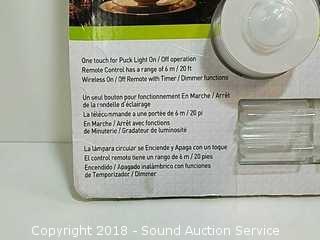 One touch for Puck Light On / Off operation
Remote Control has a range of 6 m / 20 ft
Wireless On / Off Remote with Timer / Dimmer functions
Un seul bouton pour fonctionnement En Marche / Arrêt
de la rondelle d'éclairage
La télécommande a une portée de 6 m / 20 pi
En Marche / Arrêt avec fonctions
de Minuterie / Gradateur de luminosité
La lámpara circular se Enciende y Apaga con un toque
El control remoto tiene un rango de 6 m / 20 pies
Encendido / Apagado inalámbrico con funciones
de Temporizador / Dimmer
Copyright 2018 - Sound Auction Service